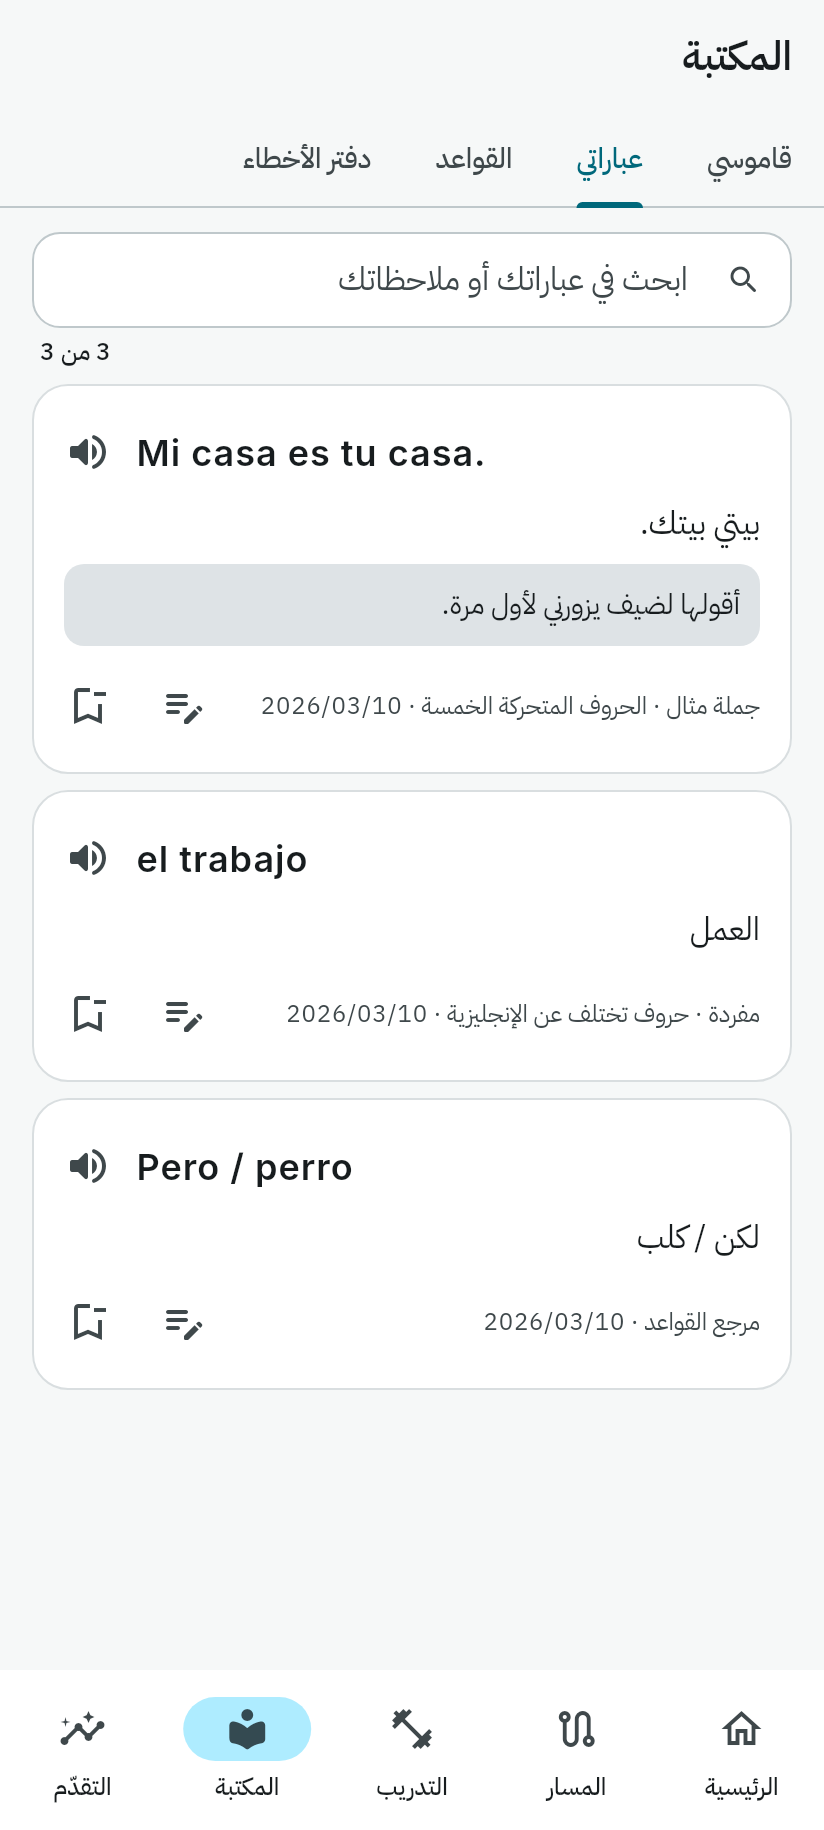 المكتبة
قاموسي
عباراتي
القواعد
دفتر الأخطاء
ابحث في عباراتك أو ملاحظاتك
3 من 3
Mi casa es tu casa.
بيتي بيتك.
أقولها لضيف يزورني لأول مرة.
جملة مثال · الحروف المتحركة الخمسة · 2026/03/10
el trabajo
العمل
مفردة · حروف تختلف عن الإنجليزية · 2026/03/10
Pero / perro
لكن / كلب
مرجع القواعد · 2026/03/10
الرئيسية
المسار
التدريب
المكتبة
التقدّم